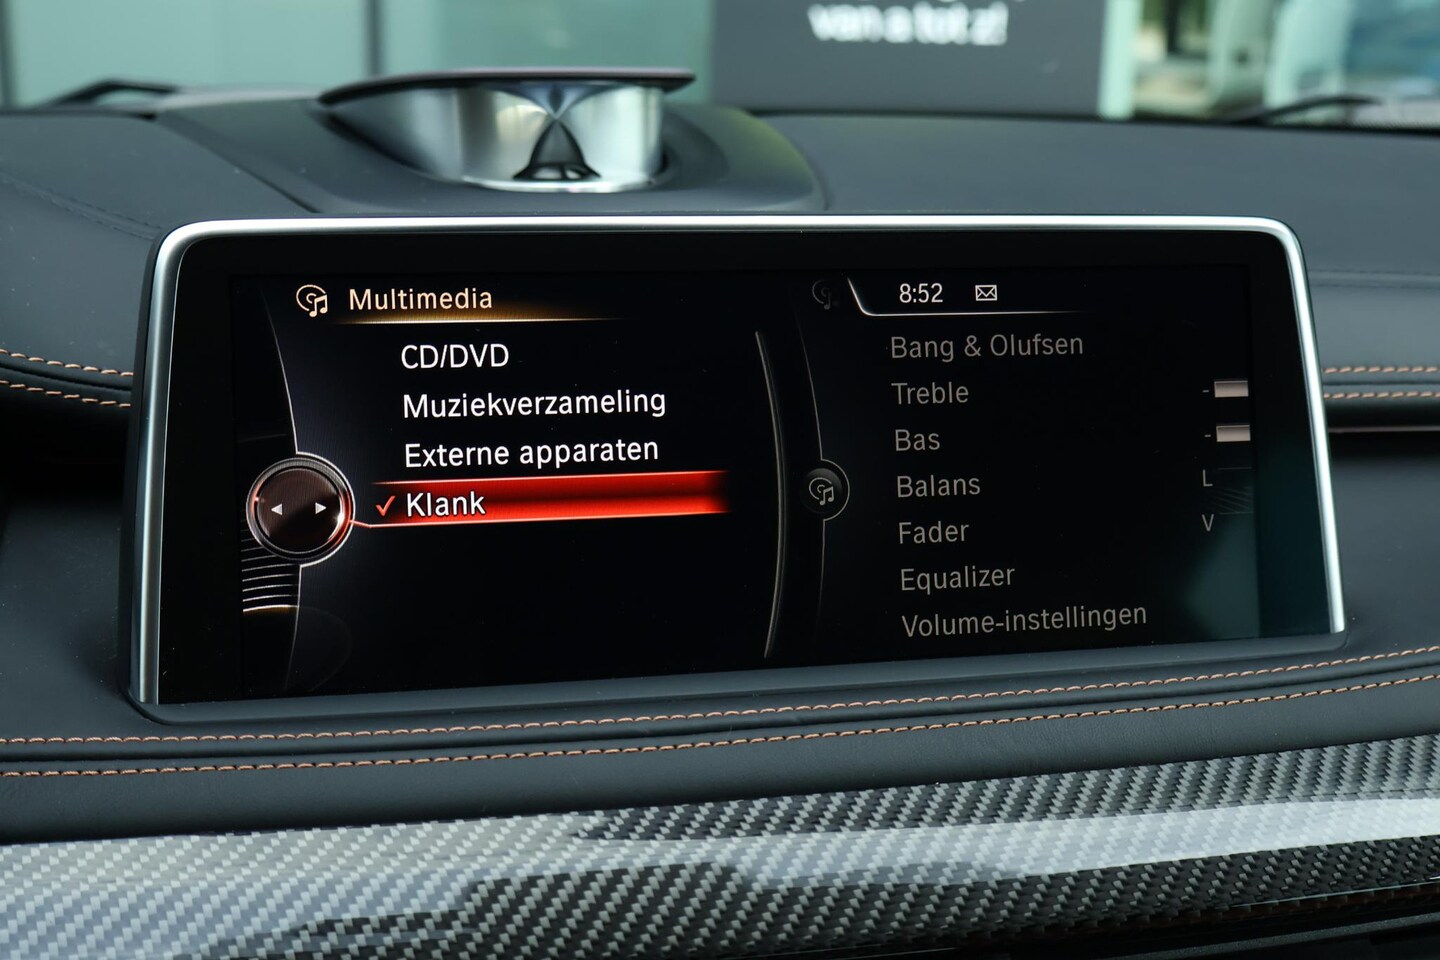 van a tot z!
Multimedia
CD/DVD
Muziekverzameling
Externe apparaten
✓ Klank
8:52
Bang & Olufsen
Treble -
Bas -
Balans L
Fader V
Equalizer
Volume-instellingen